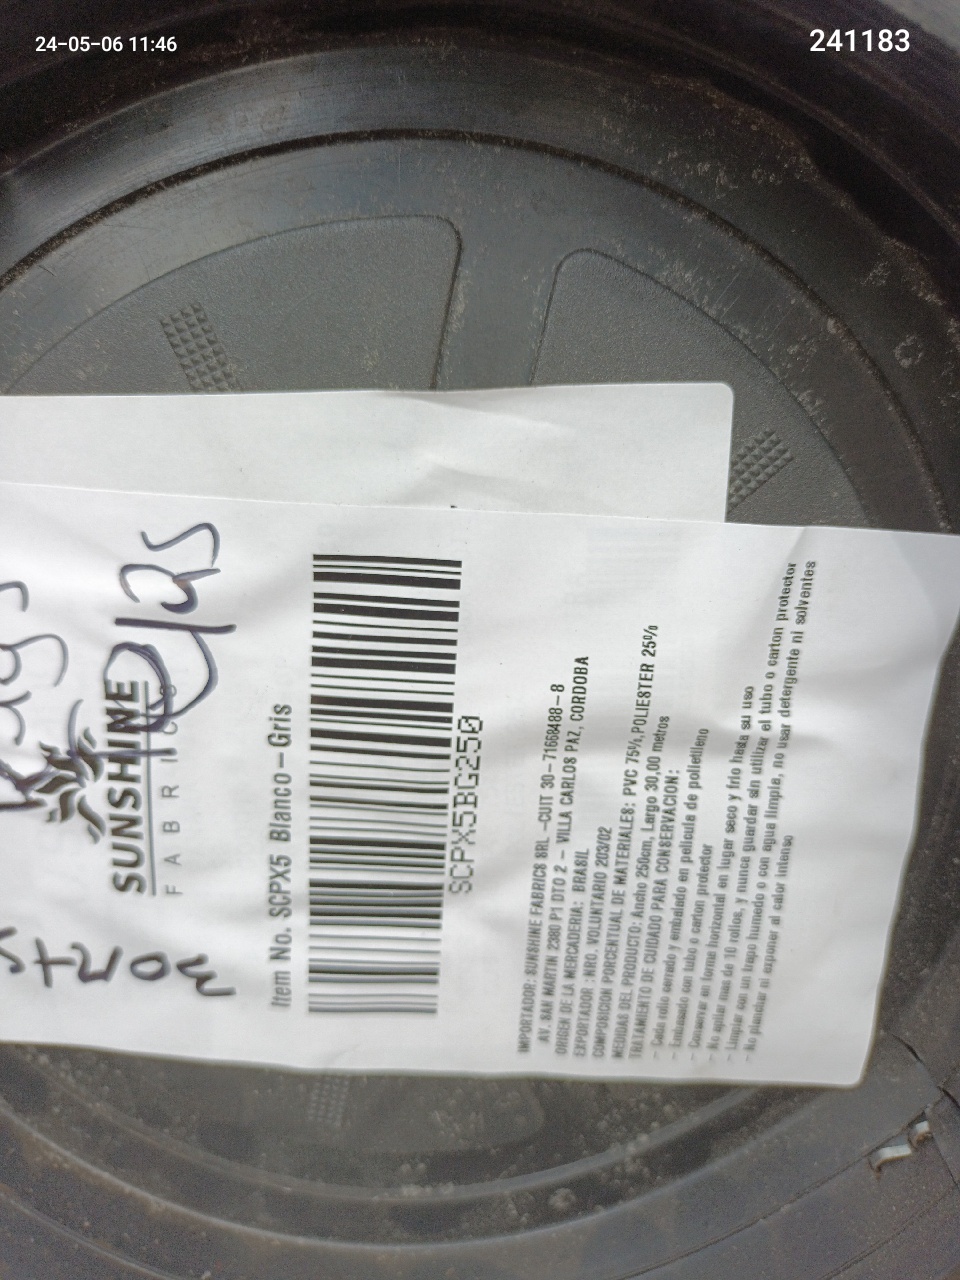 24-05-06 11:46
241183
SUNSHINE
FABRICS
Item No. SCPX5 Blanco-Gris
SCPX5BG250
IMPORTADOR: SUNSHINE FABRICS SRL -CUIT 30-71668488-8
AV. SAN MARTIN 2380 P1 DTO 2 - VILLA CARLOS PAZ, CORDOBA
ORIGEN DE LA MERCADERIA: BRASIL
EXPORTADOR : NRO. VOLUNTARIO 203/02
COMPOSICION PORCENTUAL DE MATERIALES: PVC 75%, POLIESTER 25%
MEDIDAS DEL PRODUCTO: Ancho 250cm, Largo 30,00 metros
TRATAMIENTO DE CUIDADO PARA CONSERVACION:
- Cada rollo cerrado y embalado en pelicula de polietileno
- Embalado con tubo o carton protector
- Conservar en forma horizontal en lugar seco y frio hasta su uso
- No apilar mas de 10 rollos, y nunca guardar sin utilizar el tubo o carton protector
- Limpiar con un trapo humedo o con agua limpia, no usar detergente ni solventes
- No planchar ni exponer al calor intenso